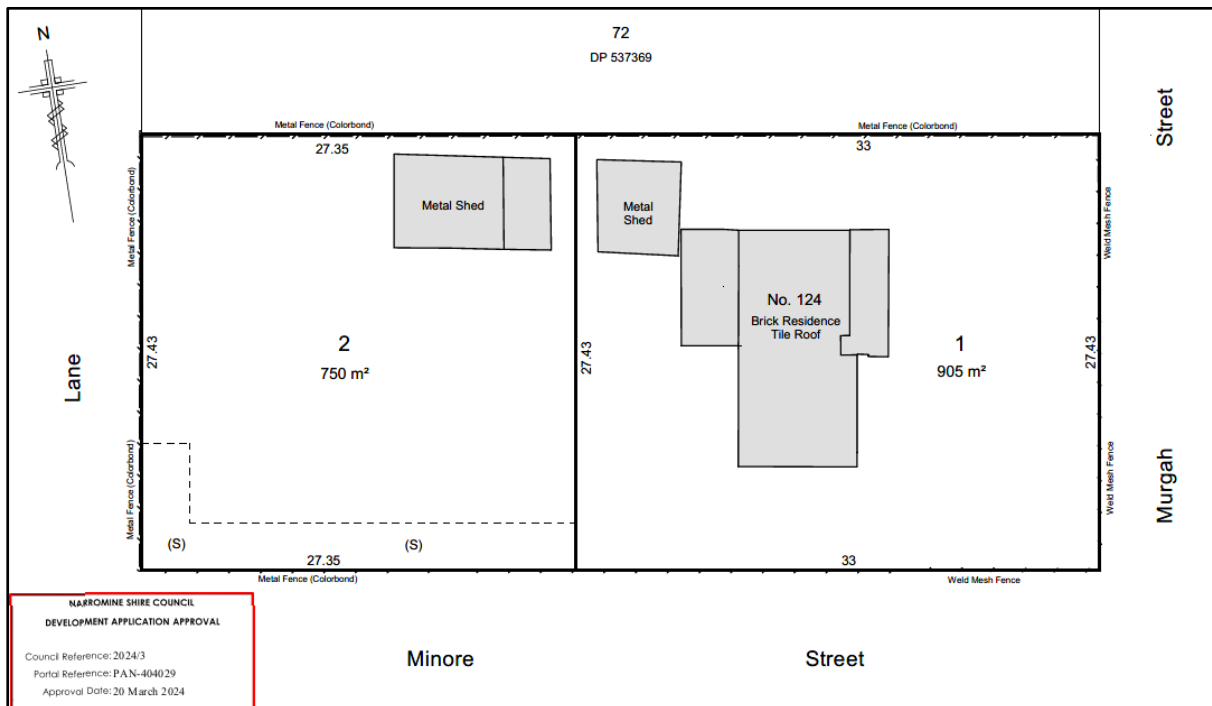 N
72
DP 537369
Street
Metal Fence (Colorbond)
Metal Fence (Colorbond)
27.35
33
Metal Fence (Colorbond)
Metal Shed
Metal
Shed
Weld Mesh Fence
No. 124
Brick Residence
Tile Roof
Lane
27.43
2
750 m²
27.43
1
905 m²
27.43
Metal Fence (Colorbond)
Weld Mesh Fence
Murgah
(S)
(S)
27.35
33
Metal Fence (Colorbond)
Weld Mesh Fence
NARROMINE SHIRE COUNCIL
DEVELOPMENT APPLICATION APPROVAL
Council Reference: 2024/3
Portal Reference: PAN-404029
Approval Date: 20 March 2024
Minore
Street